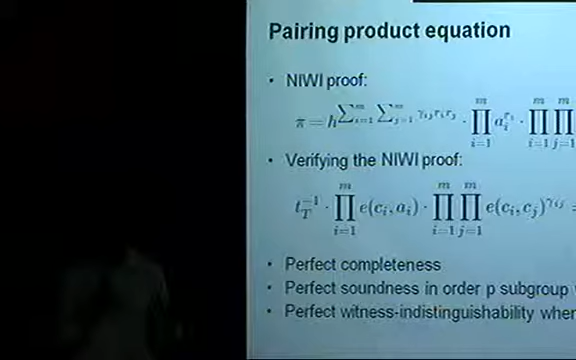 Pairing product equation
• NIWI proof:
π = h^{∑_{i=1}^{m} ∑_{j=1}^{m} γ_{ij} r_i r_j} · ∏_{i=1}^{m} a_i^{r_i} · ∏_{i=1}^{m} ∏_{j=1}^{m}
• Verifying the NIWI proof:
t_T^{-1} · ∏_{i=1}^{m} e(c_i, a_i) · ∏_{i=1}^{m} ∏_{j=1}^{m} e(c_i, c_j)^{γ_{ij}} =
• Perfect completeness
• Perfect soundness in order p subgroup
• Perfect witness-indistinguishability when